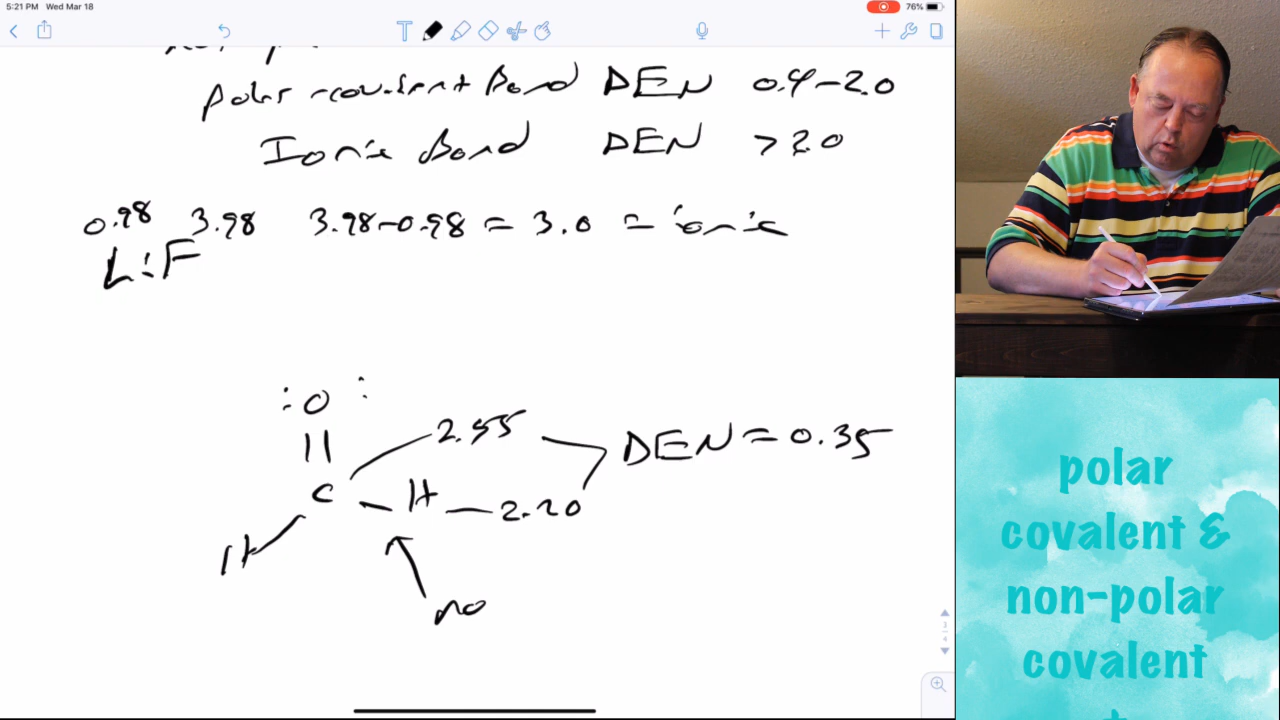 5:21 PM Wed Mar 18
76%
T
polar covalent Bond DEN 0.4-2.0
Ionic Bond DEN >2.0
0.98 3.98 3.98-0.98 = 3.0 = ionic
LiF
:O:
2.55
DEN = 0.35
C H 2.20
H
no
polar
covalent &
non-polar
covalent